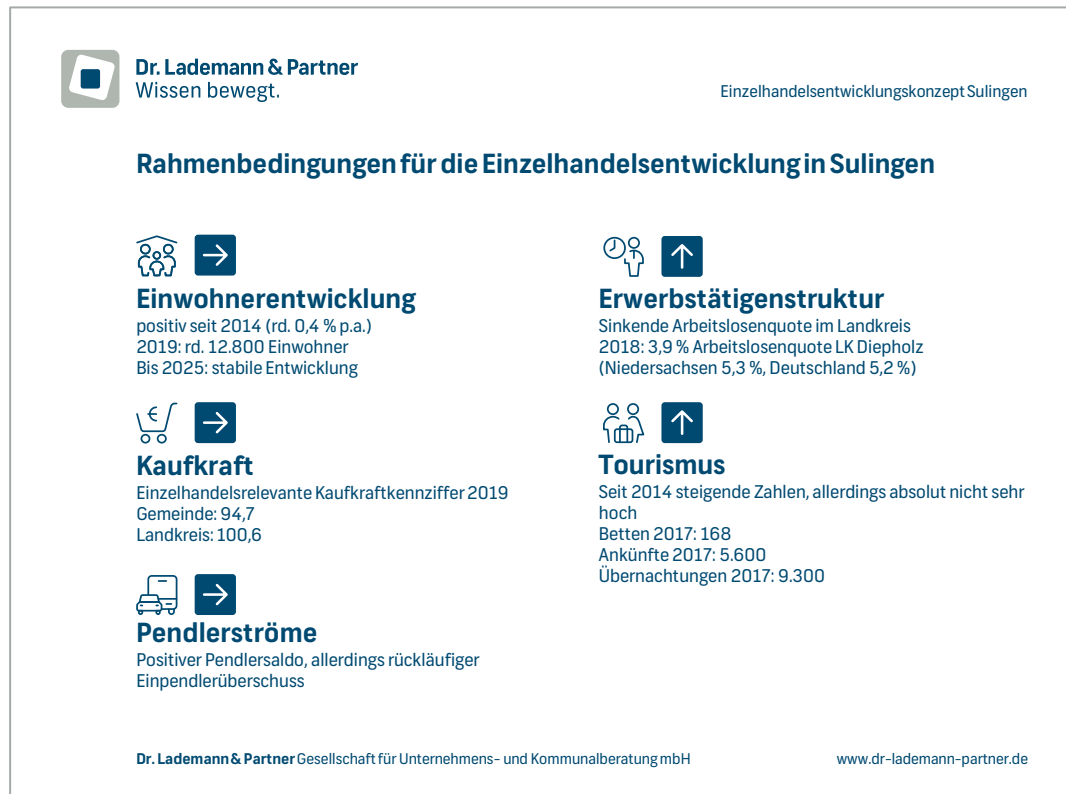 Dr. Lademann & Partner
Wissen bewegt.
Einzelhandelsentwicklungskonzept Sulingen
Rahmenbedingungen für die Einzelhandelsentwicklung in Sulingen
Einwohnerentwicklung
positiv seit 2014 (rd. 0,4 % p.a.)
2019: rd. 12.800 Einwohner
Bis 2025: stabile Entwicklung
€
Kaufkraft
Einzelhandelsrelevante Kaufkraftkennziffer 2019
Gemeinde: 94,7
Landkreis: 100,6
Pendlerströme
Positiver Pendlersaldo, allerdings rückläufiger
Einpendlerüberschuss
Erwerbstätigenstruktur
Sinkende Arbeitslosenquote im Landkreis
2018: 3,9 % Arbeitslosenquote LK Diepholz
(Niedersachsen 5,3 %, Deutschland 5,2 %)
Tourismus
Seit 2014 steigende Zahlen, allerdings absolut nicht sehr
hoch
Betten 2017: 168
Ankünfte 2017: 5.600
Übernachtungen 2017: 9.300
Dr. Lademann & Partner Gesellschaft für Unternehmens- und Kommunalberatung mbH
www.dr-lademann-partner.de